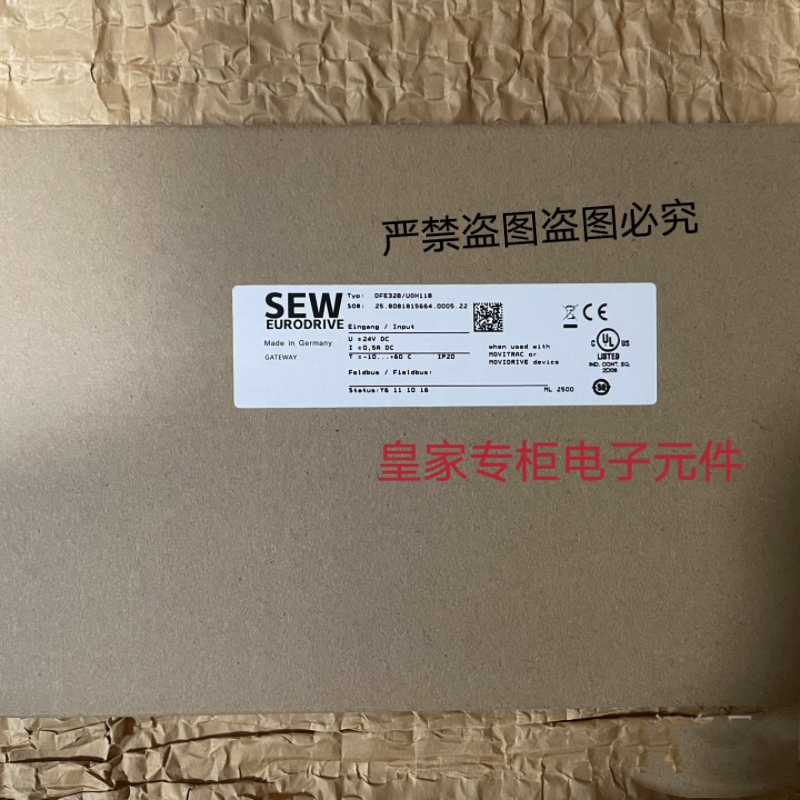 严禁盗图盗图必究
SEW
EURODRIVE
Made in Germany
GATEWAY
Typ: DFE32B/UOH11B
SO#: 25.8081815664.0005.22
Eingang / Input
U =24V DC
I =0,5A DC
T =-10...+60 C IP20
Feldbus / Fieldbus:
Status:Y6 11 10 16
when used with
MOVITRAC or
MOVIDRIVE device
ML 2500
CE
c UL us
LISTED
IND. CONT. EQ.
2D06
皇家专柜电子元件